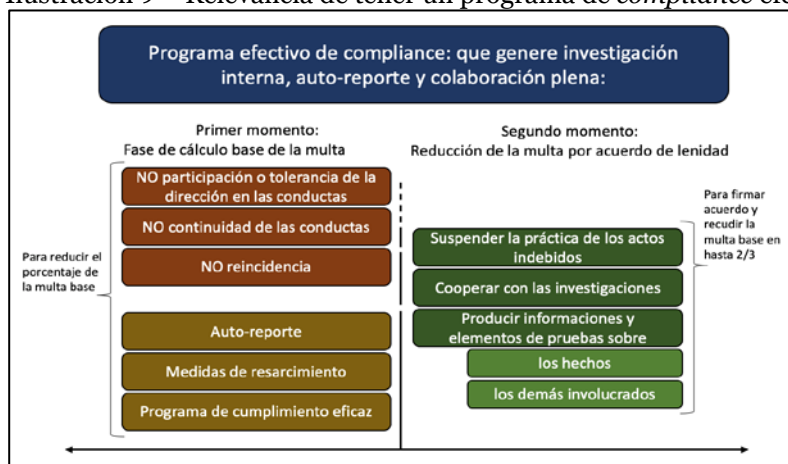 Programa efectivo de compliance: que genere investigación
interna, auto-reporte y colaboración plena:
Primer momento:
Fase de cálculo base de la multa
Segundo momento:
Reducción de la multa por acuerdo de lenidad
Para reducir el
porcentaje de
la multa base
NO participación o tolerancia de la
dirección en las conductas
NO continuidad de las conductas
NO reincidencia
Auto-reporte
Medidas de resarcimiento
Programa de cumplimiento eficaz
Suspender la práctica de los actos
indebidos
Cooperar con las investigaciones
Producir informaciones y
elementos de pruebas sobre
los hechos
los demás involucrados
Para firmar
acuerdo y
recudir la
multa base en
hasta 2/3